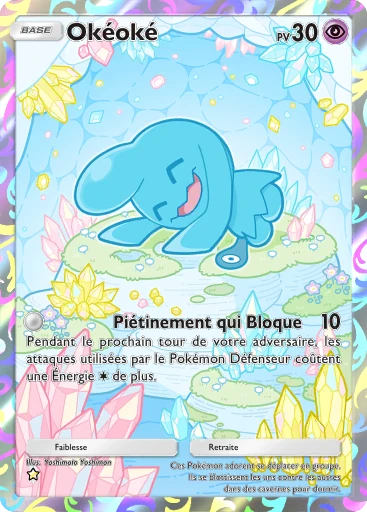 BASE Okéoké PV 30
Piétinement qui Bloque 10
Pendant le prochain tour de votre adversaire, les
attaques utilisées par le Pokémon Défenseur coûtent
une Énergie de plus.
Faiblesse Retraite
Illus. Yoshimoto Yoshimon
Ces Pokémon adorent se déplacer en groupe.
Ils se blottissent les uns contre les autres
dans des cavernes pour dormir.